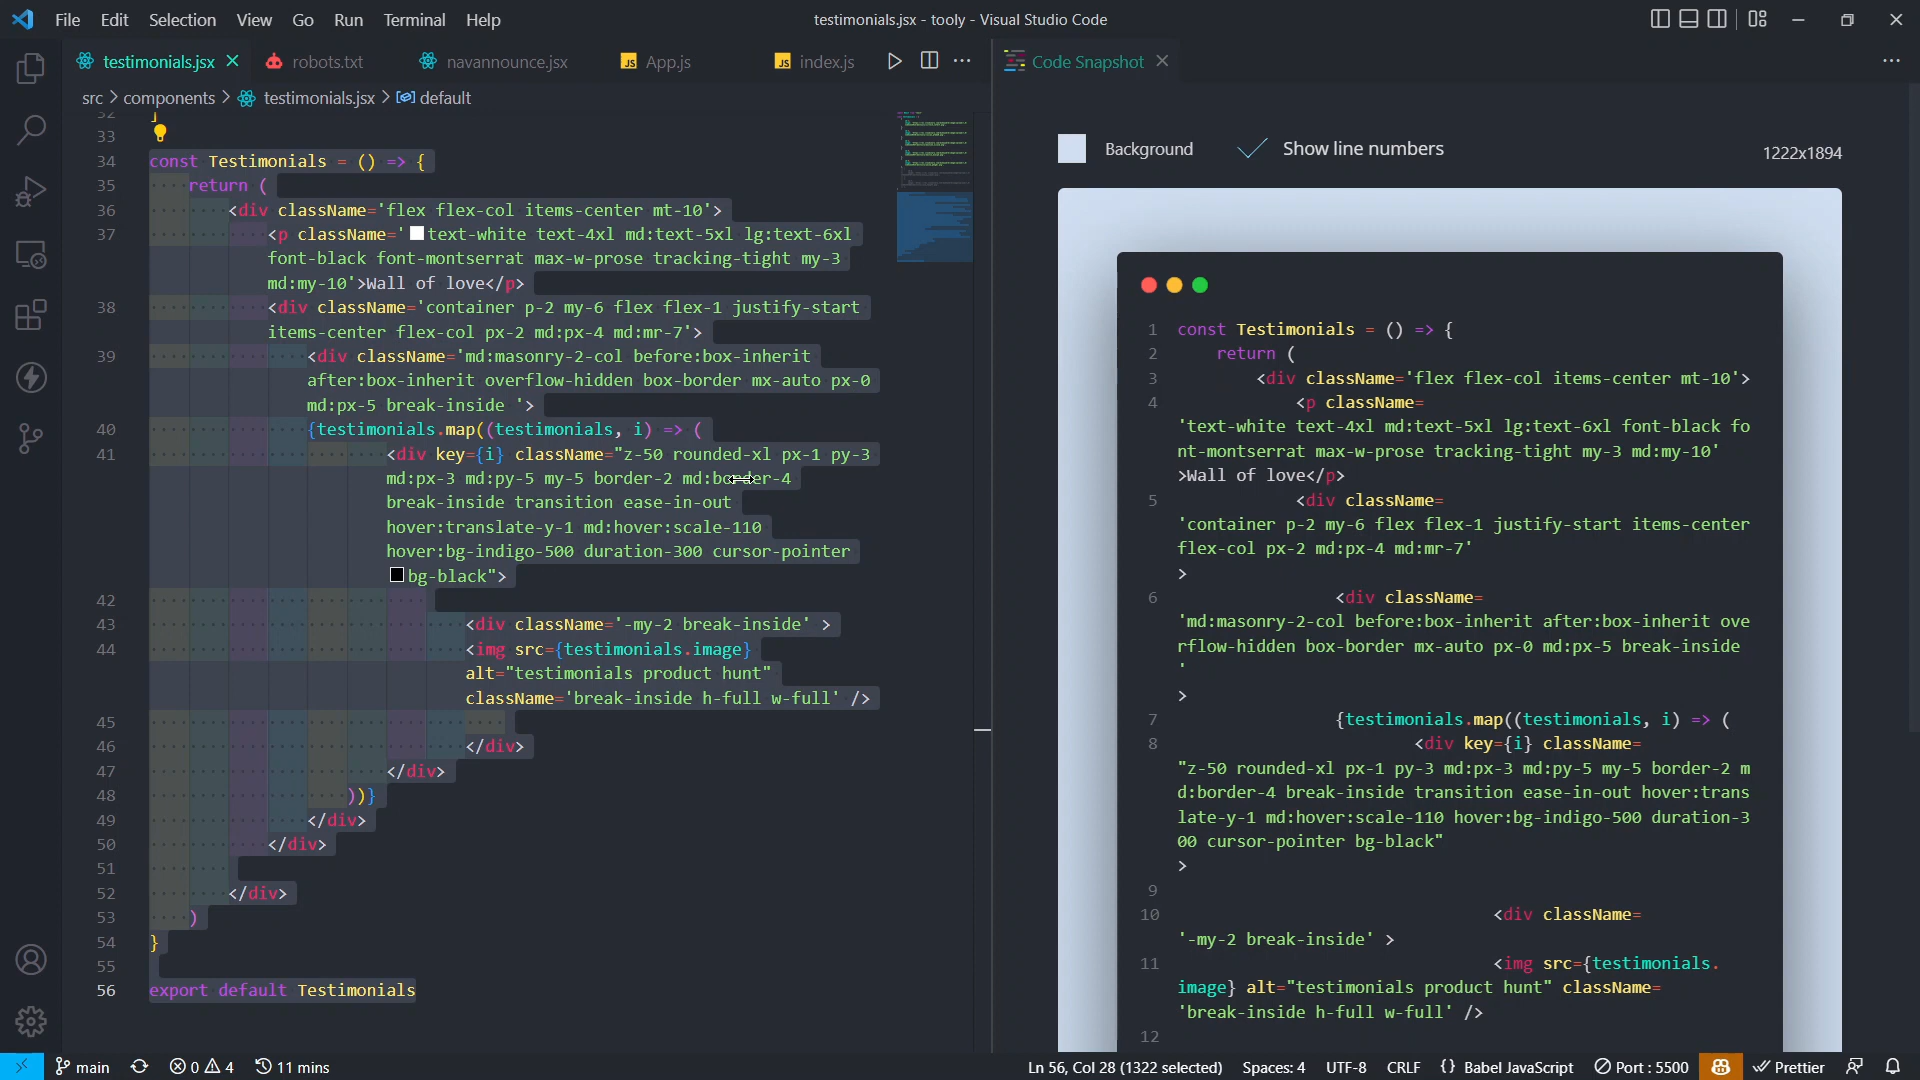 File Edit Selection View Go Run Terminal Help
testimonials.jsx - tooly - Visual Studio Code
testimonials.jsx robots.txt navannounce.jsx JS App.js JS index.js
src > components > testimonials.jsx > default
32 ]
33
34 const Testimonials = () => {
35 return (
36 <div className='flex flex-col items-center mt-10'>
37 <p className='text-white text-4xl md:text-5xl lg:text-6xl
font-black font-montserrat max-w-prose tracking-tight my-3
md:my-10'>Wall of love</p>
38 <div className='container p-2 my-6 flex flex-1 justify-start
items-center flex-col px-2 md:px-4 md:mr-7'>
39 <div className='md:masonry-2-col before:box-inherit
after:box-inherit overflow-hidden box-border mx-auto px-0
md:px-5 break-inside '>
40 {testimonials.map((testimonials, i) => (
41 <div key={i} className="z-50 rounded-xl px-1 py-3
md:px-3 md:py-5 my-5 border-2 md:border-4
break-inside transition ease-in-out
hover:translate-y-1 md:hover:scale-110
hover:bg-indigo-500 duration-300 cursor-pointer
bg-black">
42
43 <div className='-my-2 break-inside' >
44 <img src={testimonials.image}
alt="testimonials product hunt"
className='break-inside h-full w-full' />
45
46 </div>
47 </div>
48 ))}
49 </div>
50 </div>
51
52 </div>
53 )
54 }
55
56 export default Testimonials
Code Snapshot
Background Show line numbers 1222x1894
1 const Testimonials = () => {
2 return (
3 <div className='flex flex-col items-center mt-10'>
4 <p className=
'text-white text-4xl md:text-5xl lg:text-6xl font-black fo
nt-montserrat max-w-prose tracking-tight my-3 md:my-10'
>Wall of love</p>
5 <div className=
'container p-2 my-6 flex flex-1 justify-start items-center
flex-col px-2 md:px-4 md:mr-7'
>
6 <div className=
'md:masonry-2-col before:box-inherit after:box-inherit ove
rflow-hidden box-border mx-auto px-0 md:px-5 break-inside
'
>
7 {testimonials.map((testimonials, i) => (
8 <div key={i} className=
"z-50 rounded-xl px-1 py-3 md:px-3 md:py-5 my-5 border-2 m
d:border-4 break-inside transition ease-in-out hover:trans
late-y-1 md:hover:scale-110 hover:bg-indigo-500 duration-3
00 cursor-pointer bg-black"
>
9
10 <div className=
'-my-2 break-inside' >
11 <img src={testimonials.
image} alt="testimonials product hunt" className=
'break-inside h-full w-full' />
12
main 0 4 11 mins Ln 56, Col 28 (1322 selected) Spaces: 4 UTF-8 CRLF {} Babel JavaScript Port : 5500 Prettier